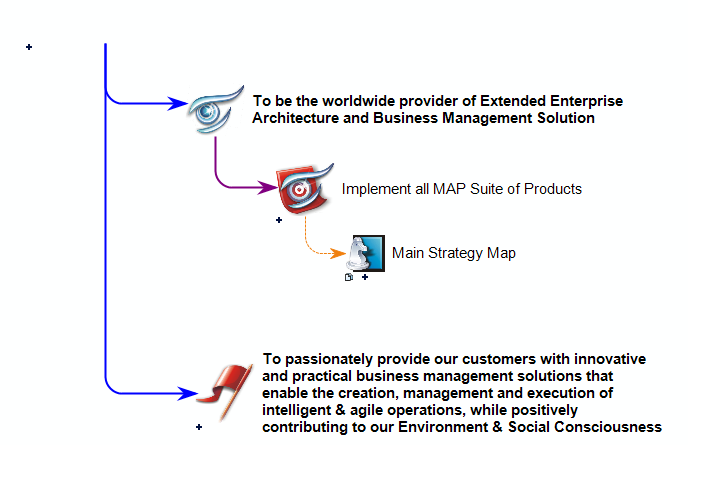 To be the worldwide provider of Extended Enterprise
Architecture and Business Management Solution
Implement all MAP Suite of Products
Main Strategy Map
To passionately provide our customers with innovative
and practical business management solutions that
enable the creation, management and execution of
intelligent & agile operations, while positively
contributing to our Environment & Social Consciousness